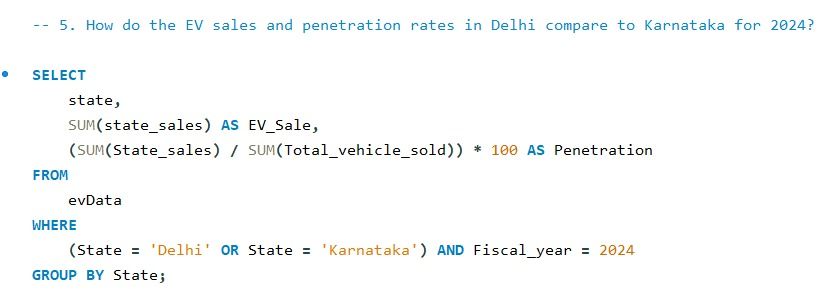 -- 5. How do the EV sales and penetration rates in Delhi compare to Karnataka for 2024?
SELECT
state,
SUM(state_sales) AS EV_Sale,
(SUM(State_sales) / SUM(Total_vehicle_sold)) * 100 AS Penetration
FROM
evData
WHERE
(State = 'Delhi' OR State = 'Karnataka') AND Fiscal_year = 2024
GROUP BY State;